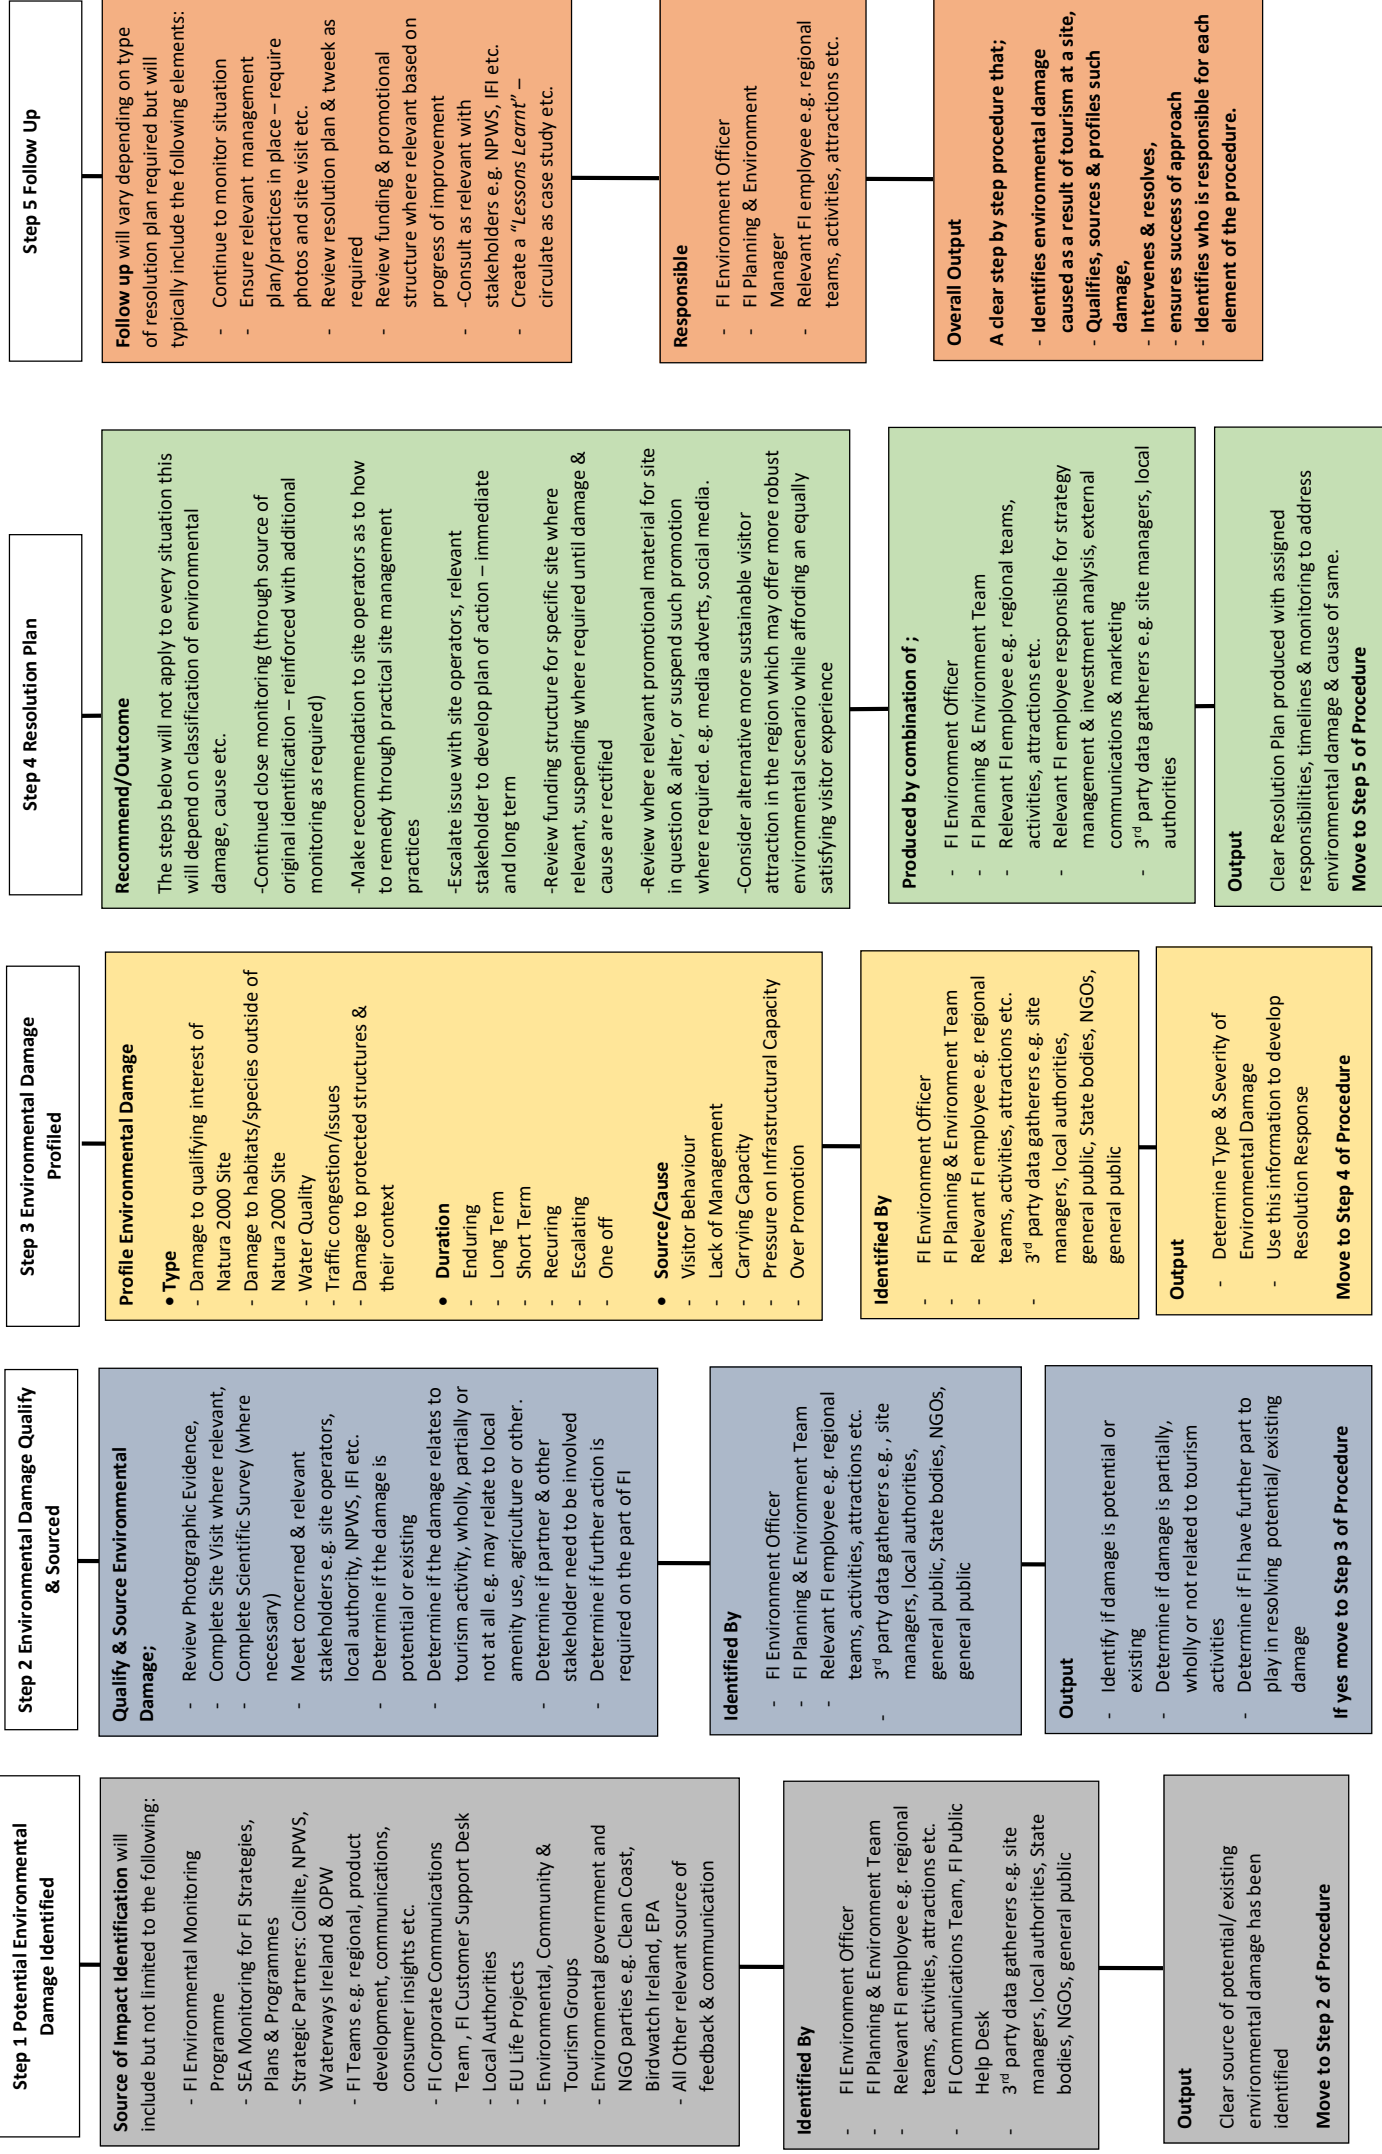 Step 1 Potential Environmental
Damage Identified
Source of Impact Identification will
include but not limited to the following:
- FI Environmental Monitoring
Programme
- SEA Monitoring for FI Strategies,
Plans & Programmes
- Strategic Partners: Coillte, NPWS,
Waterways Ireland & OPW
- FI Teams e.g. regional, product
development, communications,
consumer insights etc.
- FI Corporate Communications
Team , FI Customer Support Desk
- Local Authorities
- EU Life Projects
- Environmental, Community &
Tourism Groups
- Environmental government and
NGO parties e.g. Clean Coast,
Birdwatch Ireland, EPA
- All Other relevant source of
feedback & communication
Identified By
- FI Environment Officer
- FI Planning & Environment Team
- Relevant FI employee e.g. regional
teams, activities, attractions etc.
- FI Communications Team, FI Public
Help Desk
- 3rd party data gatherers e.g. site
managers, local authorities, State
bodies, NGOs, general public
Output
Clear source of potential/ existing
environmental damage has been
identified
Move to Step 2 of Procedure
Step 2 Environmental Damage Qualify
& Sourced
Qualify & Source Environmental
Damage;
- Review Photographic Evidence,
- Complete Site Visit where relevant,
- Complete Scientific Survey (where
necessary)
- Meet concerned & relevant
stakeholders e.g. site operators,
local authority, NPWS, IFI etc.
- Determine if the damage is
potential or existing
- Determine if the damage relates to
tourism activity, wholly, partially or
not at all e.g. may relate to local
amenity use, agriculture or other.
- Determine if partner & other
stakeholder need to be involved
- Determine if further action is
required on the part of FI
Identified By
- FI Environment Officer
- FI Planning & Environment Team
- Relevant FI employee e.g. regional
teams, activities, attractions etc.
- 3rd party data gatherers e.g. , site
managers, local authorities,
general public, State bodies, NGOs,
general public
Output
- Identify if damage is potential or
existing
- Determine if damage is partially,
wholly or not related to tourism
activities
- Determine if FI have further part to
play in resolving potential/ existing
damage
If yes move to Step 3 of Procedure
Step 3 Environmental Damage
Profiled
Profile Environmental Damage
• Type
- Damage to qualifying interest of
Natura 2000 Site
- Damage to habitats/species outside of
Natura 2000 Site
- Water Quality
- Traffic congestion/issues
- Damage to protected structures &
their context
• Duration
- Enduring
- Long Term
- Short Term
- Recuring
- Escalating
- One off
• Source/Cause
- Visitor Behaviour
- Lack of Management
- Carrying Capacity
- Pressure on Infrastructural Capacity
- Over Promotion
Identified By
- FI Environment Officer
- FI Planning & Environment Team
- Relevant FI employee e.g. regional
teams, activities, attractions etc.
- 3rd party data gatherers e.g. site
managers, local authorities,
general public, State bodies, NGOs,
general public
Output
- Determine Type & Severity of
Environmental Damage
- Use this information to develop
Resolution Response
Move to Step 4 of Procedure
Step 4 Resolution Plan
Recommend/Outcome
The steps below will not apply to every situation this
will depend on classification of environmental
damage, cause etc.
-Continued close monitoring (through source of
original identification – reinforced with additional
monitoring as required)
-Make recommendation to site operators as to how
to remedy through practical site management
practices
-Escalate issue with site operators, relevant
stakeholder to develop plan of action – immediate
and long term
-Review funding structure for specific site where
relevant, suspending where required until damage &
cause are rectified
-Review where relevant promotional material for site
in question & alter, or suspend such promotion
where required. e.g. media adverts, social media.
-Consider alternative more sustainable visitor
attraction in the region which may offer more robust
environmental scenario while affording an equally
satisfying visitor experience
Produced by combination of ;
- FI Environment Officer
- FI Planning & Environment Team
- Relevant FI employee e.g. regional teams,
activities, attractions etc.
- Relevant FI employee responsible for strategy
management & investment analysis, external
communications & marketing
- 3rd party data gatherers e.g. site managers, local
authorities
Output
Clear Resolution Plan produced with assigned
responsibilities, timelines & monitoring to address
environmental damage & cause of same.
Move to Step 5 of Procedure
Step 5 Follow Up
Follow up will vary depending on type
of resolution plan required but will
typically include the following elements:
- Continue to monitor situation
- Ensure relevant management
plan/practices in place – require
photos and site visit etc.
- Review resolution plan & tweek as
required
- Review funding & promotional
structure where relevant based on
progress of improvement
- -Consult as relevant with
stakeholders e.g. NPWS, IFI etc.
- Create a “Lessons Learnt” –
circulate as case study etc.
Responsible
- FI Environment Officer
- FI Planning & Environment
Manager
- Relevant FI employee e.g. regional
teams, activities, attractions etc.
Overall Output
A clear step by step procedure that;
- Identifies environmental damage
caused as a result of tourism at a site,
- Qualifies, sources & profiles such
damage,
- Intervenes & resolves,
- ensures success of approach
- Identifies who is responsible for each
element of the procedure.